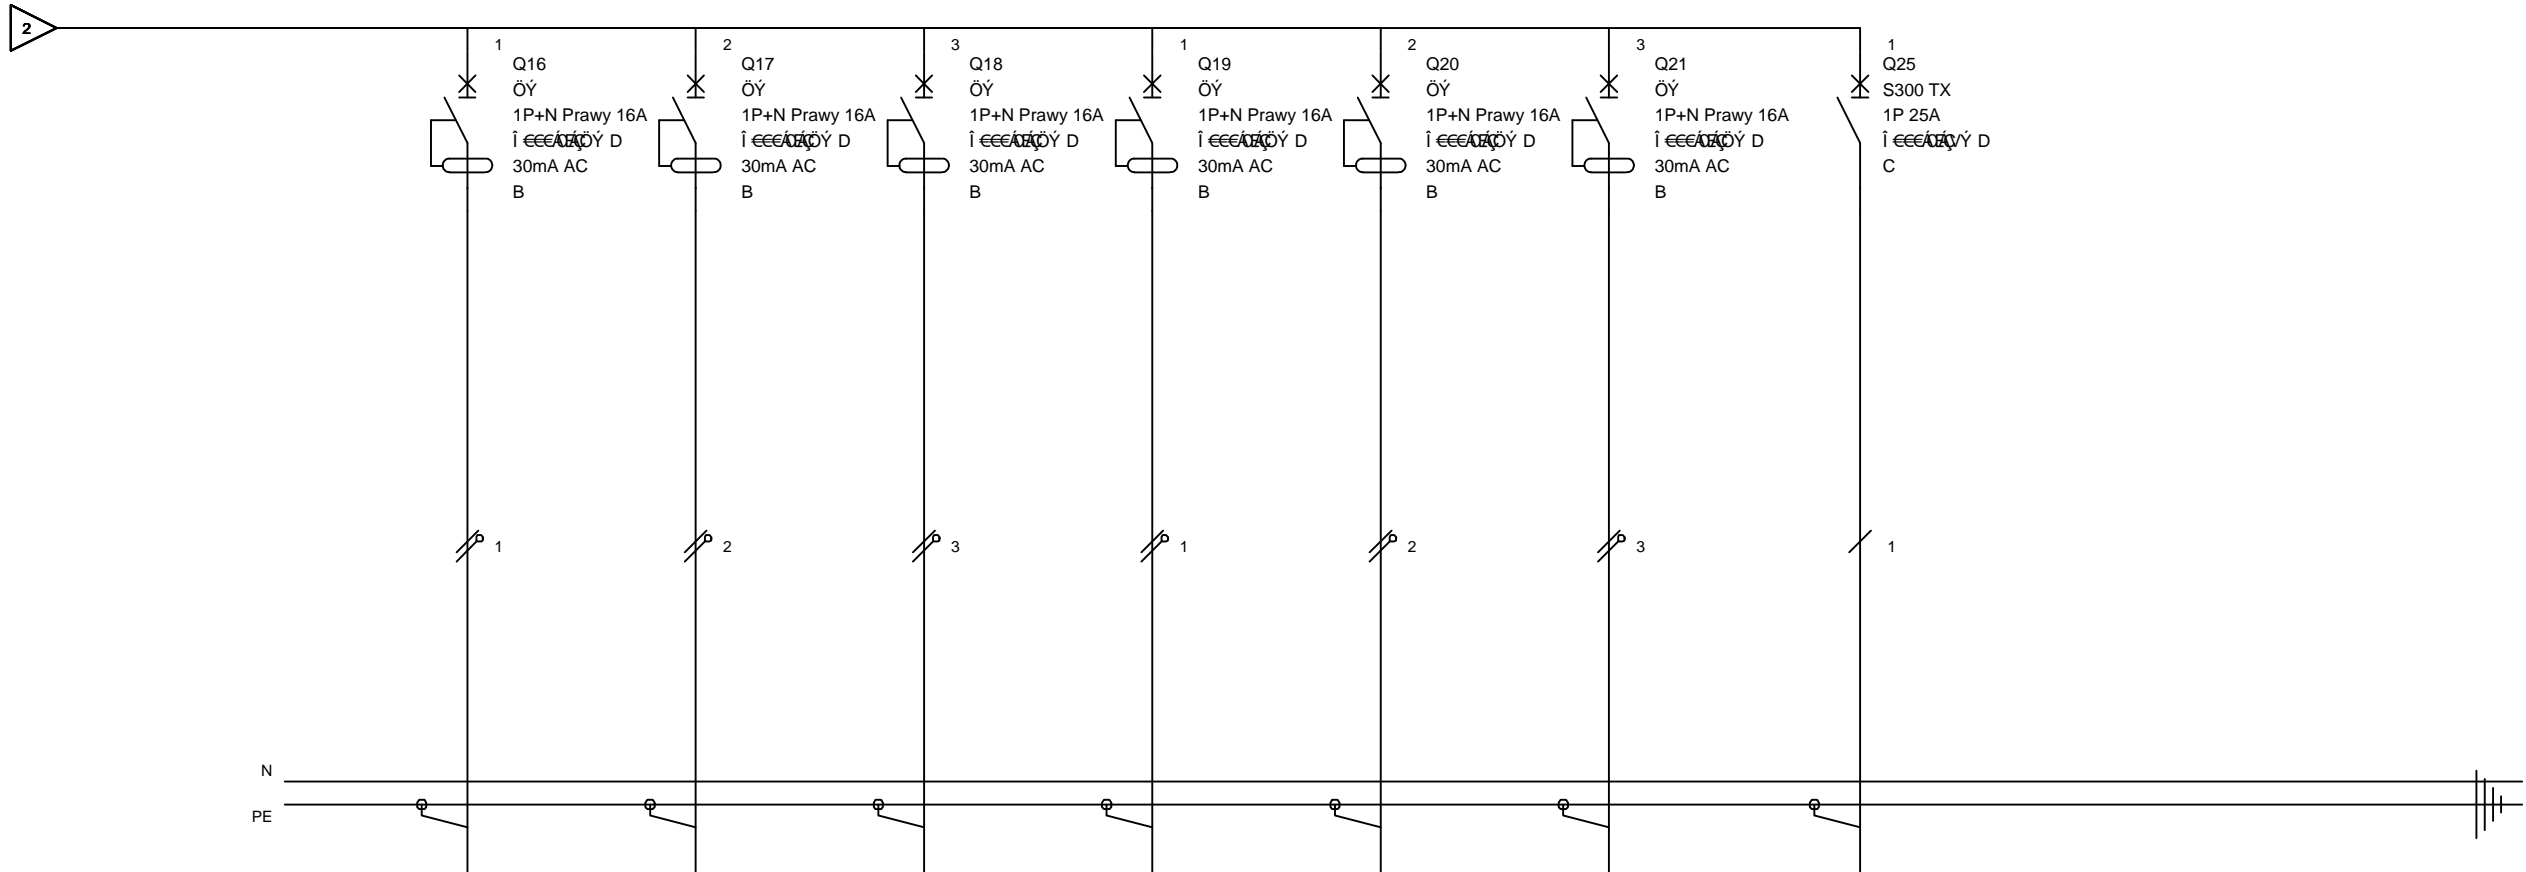 2
1
Q16
ÖÝ
1P+N Prawy 16A
30mA AC
B
2
Q17
ÖÝ
1P+N Prawy 16A
30mA AC
B
3
Q18
ÖÝ
1P+N Prawy 16A
30mA AC
B
1
Q19
ÖÝ
1P+N Prawy 16A
30mA AC
B
2
Q20
ÖÝ
1P+N Prawy 16A
30mA AC
B
3
Q21
ÖÝ
1P+N Prawy 16A
30mA AC
B
1
Q25
S300 TX
1P 25A
C
1
2
3
1
2
3
1
N
PE